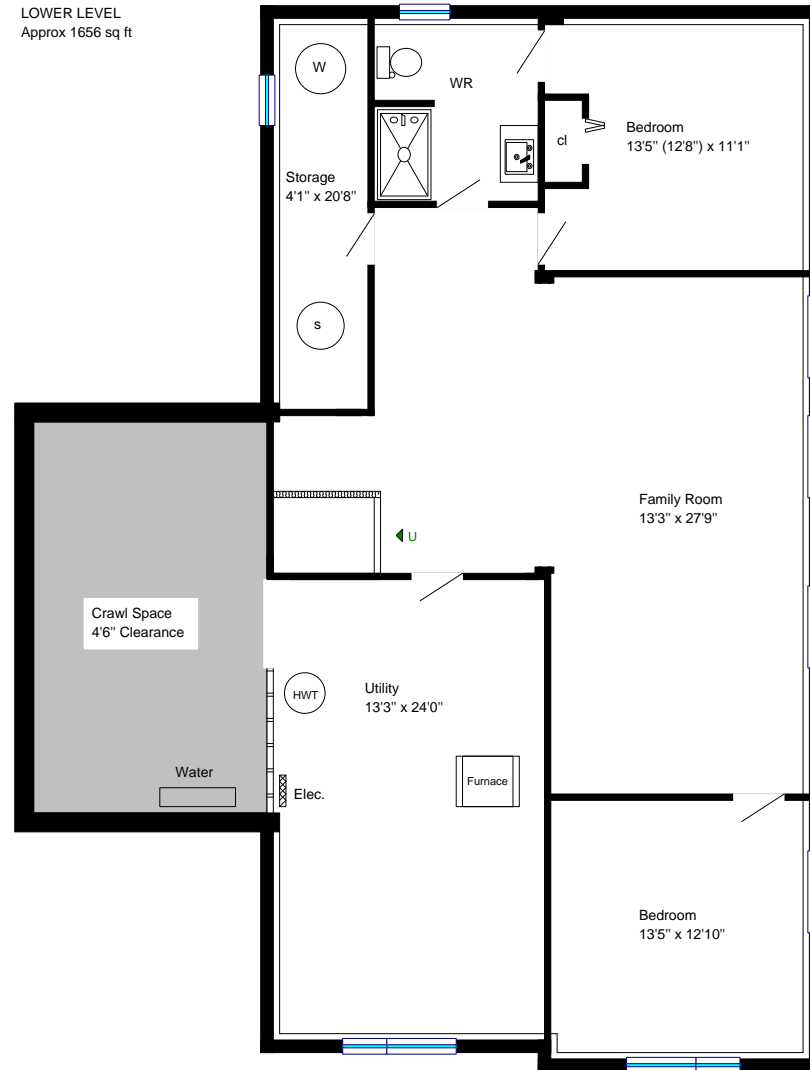 LOWER LEVEL
Approx 1656 sq ft
W
WR
cl
Bedroom
13'5" (12'8") x 11'1"
Storage
4'1" x 20'8"
s
Family Room
13'3" x 27'9"
U
Crawl Space
4'6" Clearance
HWT
Utility
13'3" x 24'0"
Water
Elec.
Furnace
Bedroom
13'5" x 12'10"